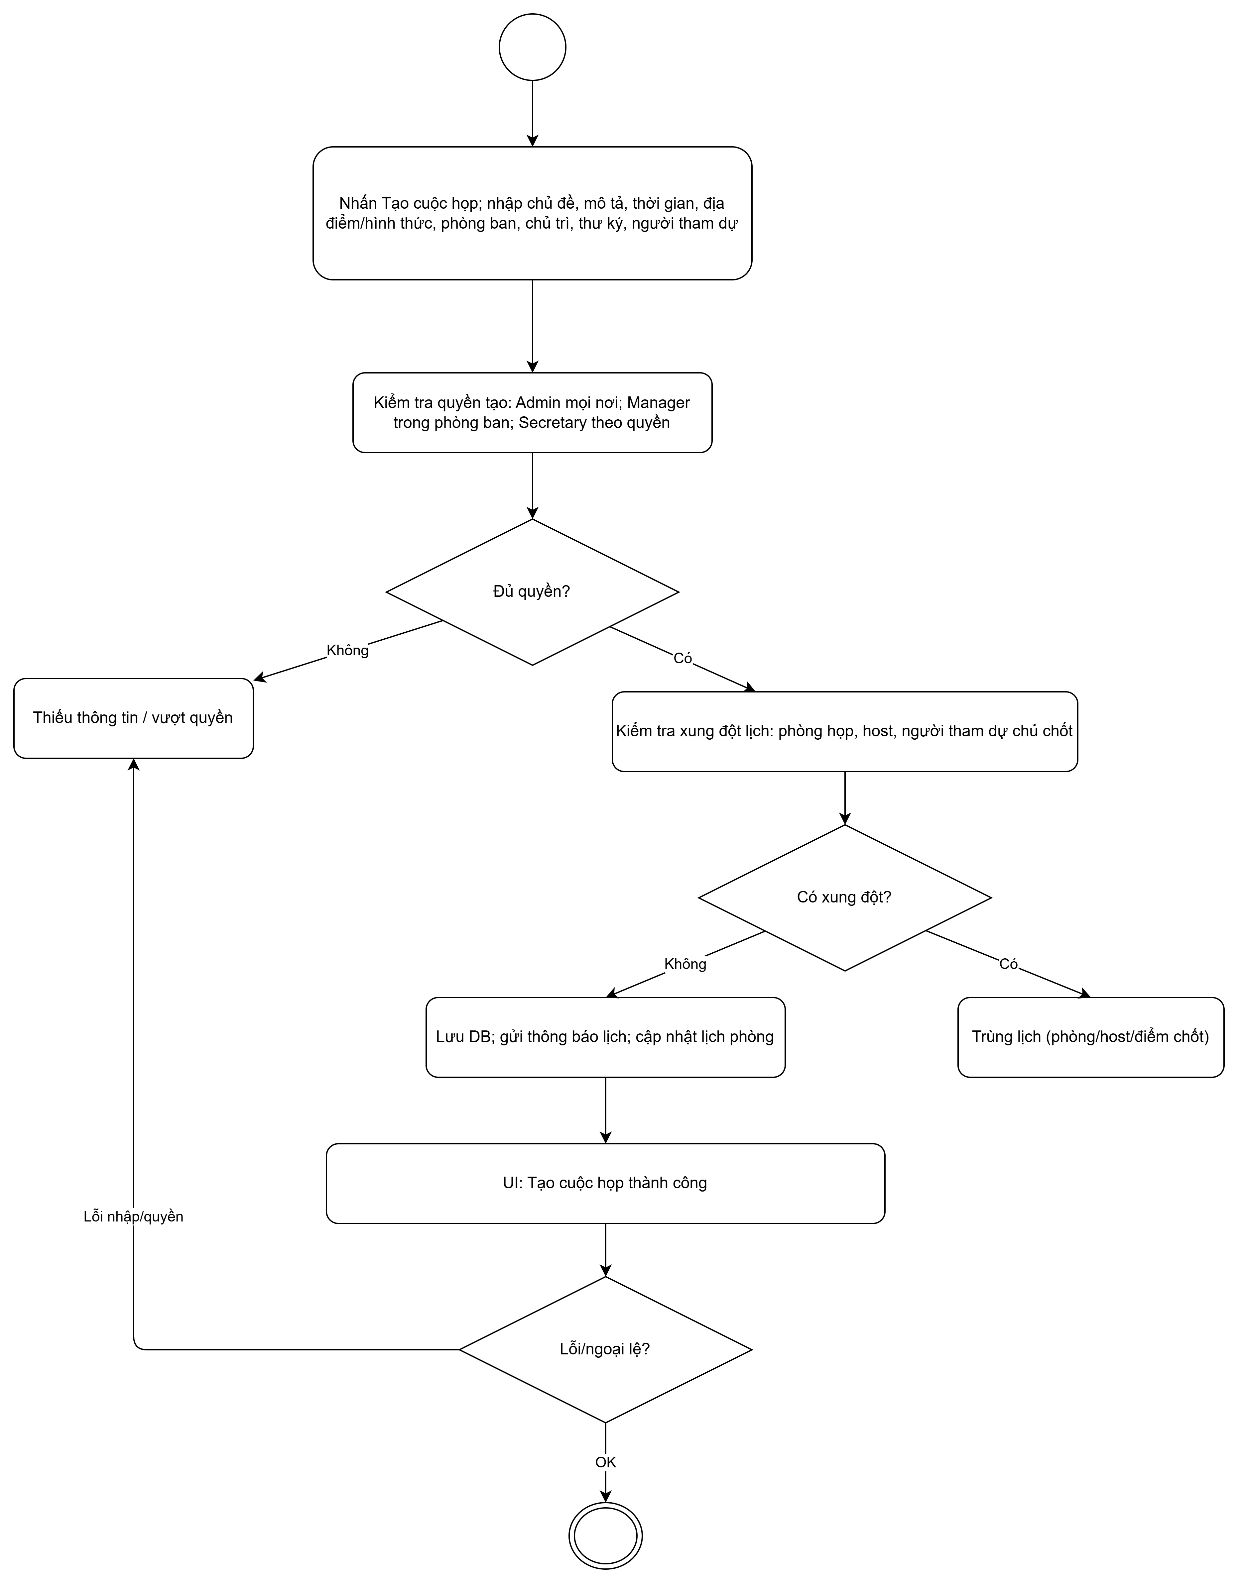 Nhấn Tạo cuộc họp; nhập chủ đề, mô tả, thời gian, địa
điểm/hình thức, phòng ban, chủ trì, thư ký, người tham dự
Kiểm tra quyền tạo: Admin mọi nơi; Manager
trong phòng ban; Secretary theo quyền
Đủ quyền?
Không
Có
Thiếu thông tin / vượt quyền
Kiểm tra xung đột lịch: phòng họp, host, người tham dự chủ chốt
Có xung đột?
Không
Có
Lưu DB; gửi thông báo lịch; cập nhật lịch phòng
Trùng lịch (phòng/host/điểm chốt)
UI: Tạo cuộc họp thành công
Lỗi nhập/quyền
Lỗi/ngoại lệ?
OK